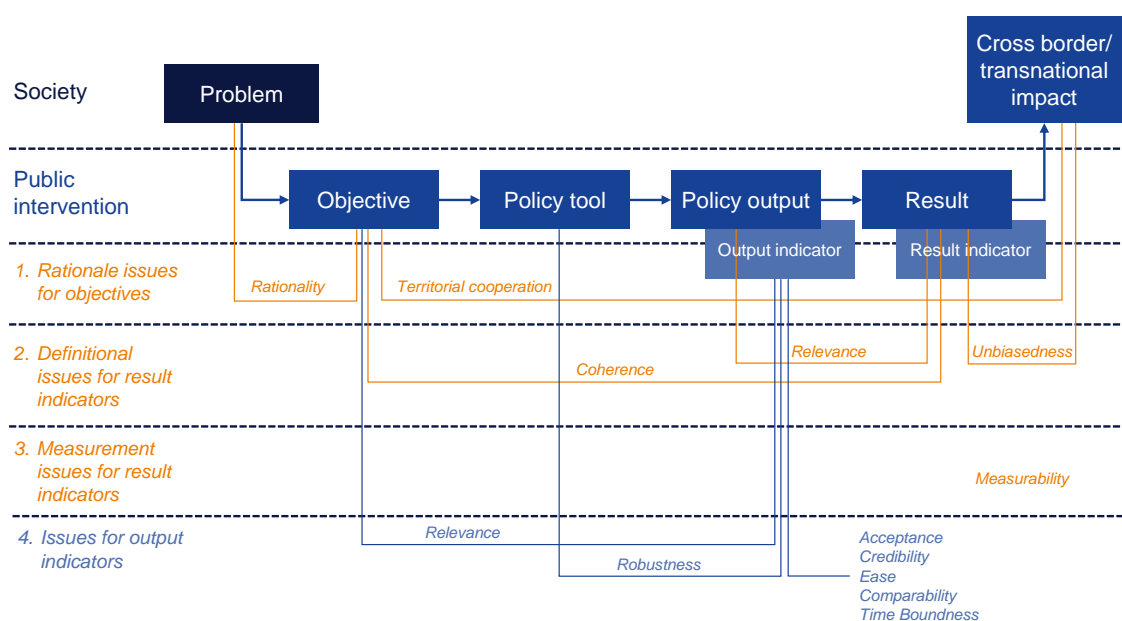 Society
Problem
Cross border/
transnational
impact
Public
intervention
Objective
Policy tool
Policy output
Result
Output indicator
Result indicator
1. Rationale issues
for objectives
Rationality
Territorial cooperation
2. Definitional
issues for result
indicators
Relevance
Unbiasedness
Coherence
3. Measurement
issues for result
indicators
Measurability
4. Issues for output
indicators
Relevance
Robustness
Acceptance
Credibility
Ease
Comparability
Time Boundness